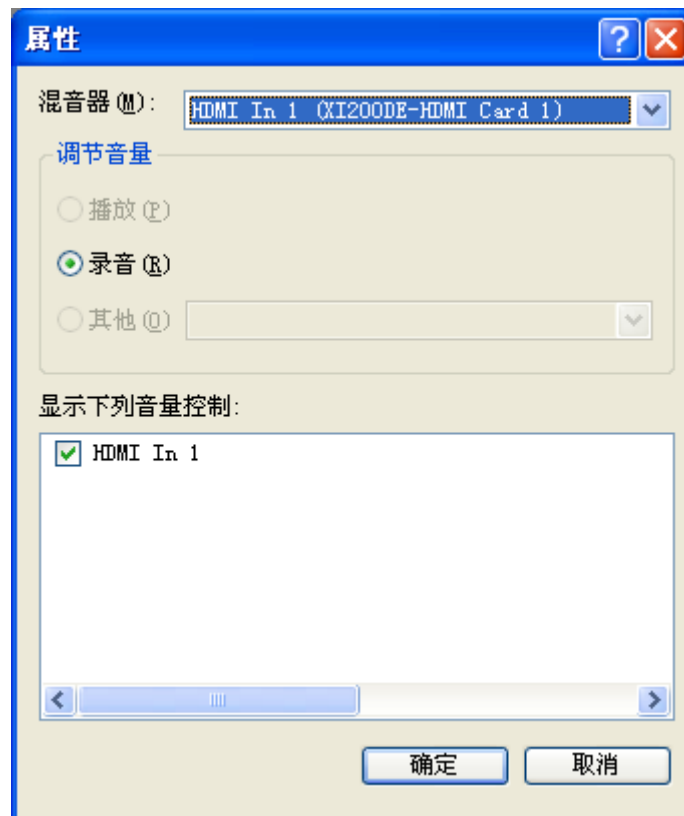 属性
混音器(M): HDMI In 1 (XI200DE-HDMI Card 1)
调节音量
播放(P)
录音(R)
其他(O)
显示下列音量控制:
HDMI In 1
确定 取消